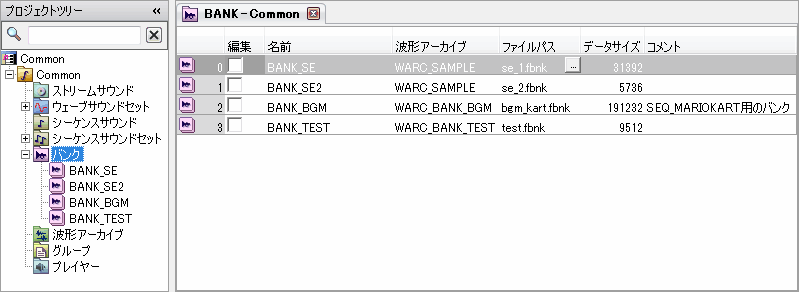 プロジェクトツリー
Common
Common
ストリームサウンド
ウェーブサウンドセット
シーケンスサウンド
シーケンスサウンドセット
バンク
BANK_SE
BANK_SE2
BANK_BGM
BANK_TEST
波形アーカイブ
グループ
プレイヤー
BANK - Common
編集 名前 波形アーカイブ ファイルパス データサイズ コメント
0 BANK_SE WARC_SAMPLE se_1.fbnk ... 31392
1 BANK_SE2 WARC_SAMPLE se_2.fbnk 5736
2 BANK_BGM WARC_BANK_BGM bgm_kart.fbnk 191232 SEQ_MARIOKART用のバンク
3 BANK_TEST WARC_BANK_TEST test.fbnk 9512